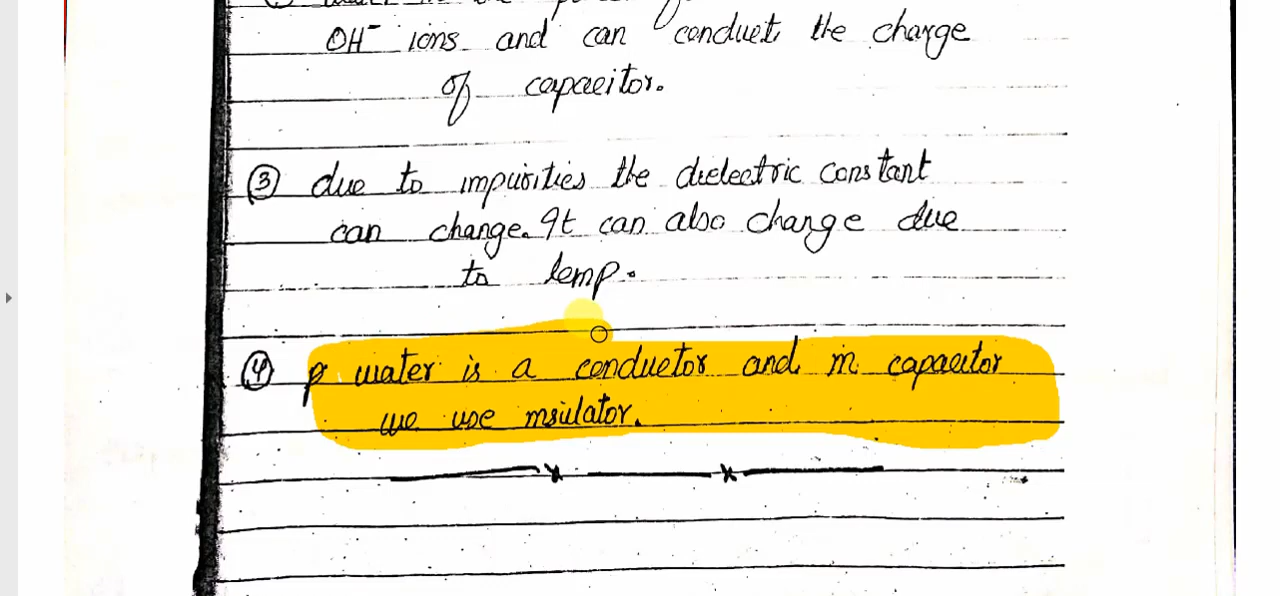 OH⁻ ions and can conduct the charge
of capacitor.
③ due to impurities the dielectric constant
can change. It can also change due
to temp.
④ water is a conductor and in capacitor
we use insulator.